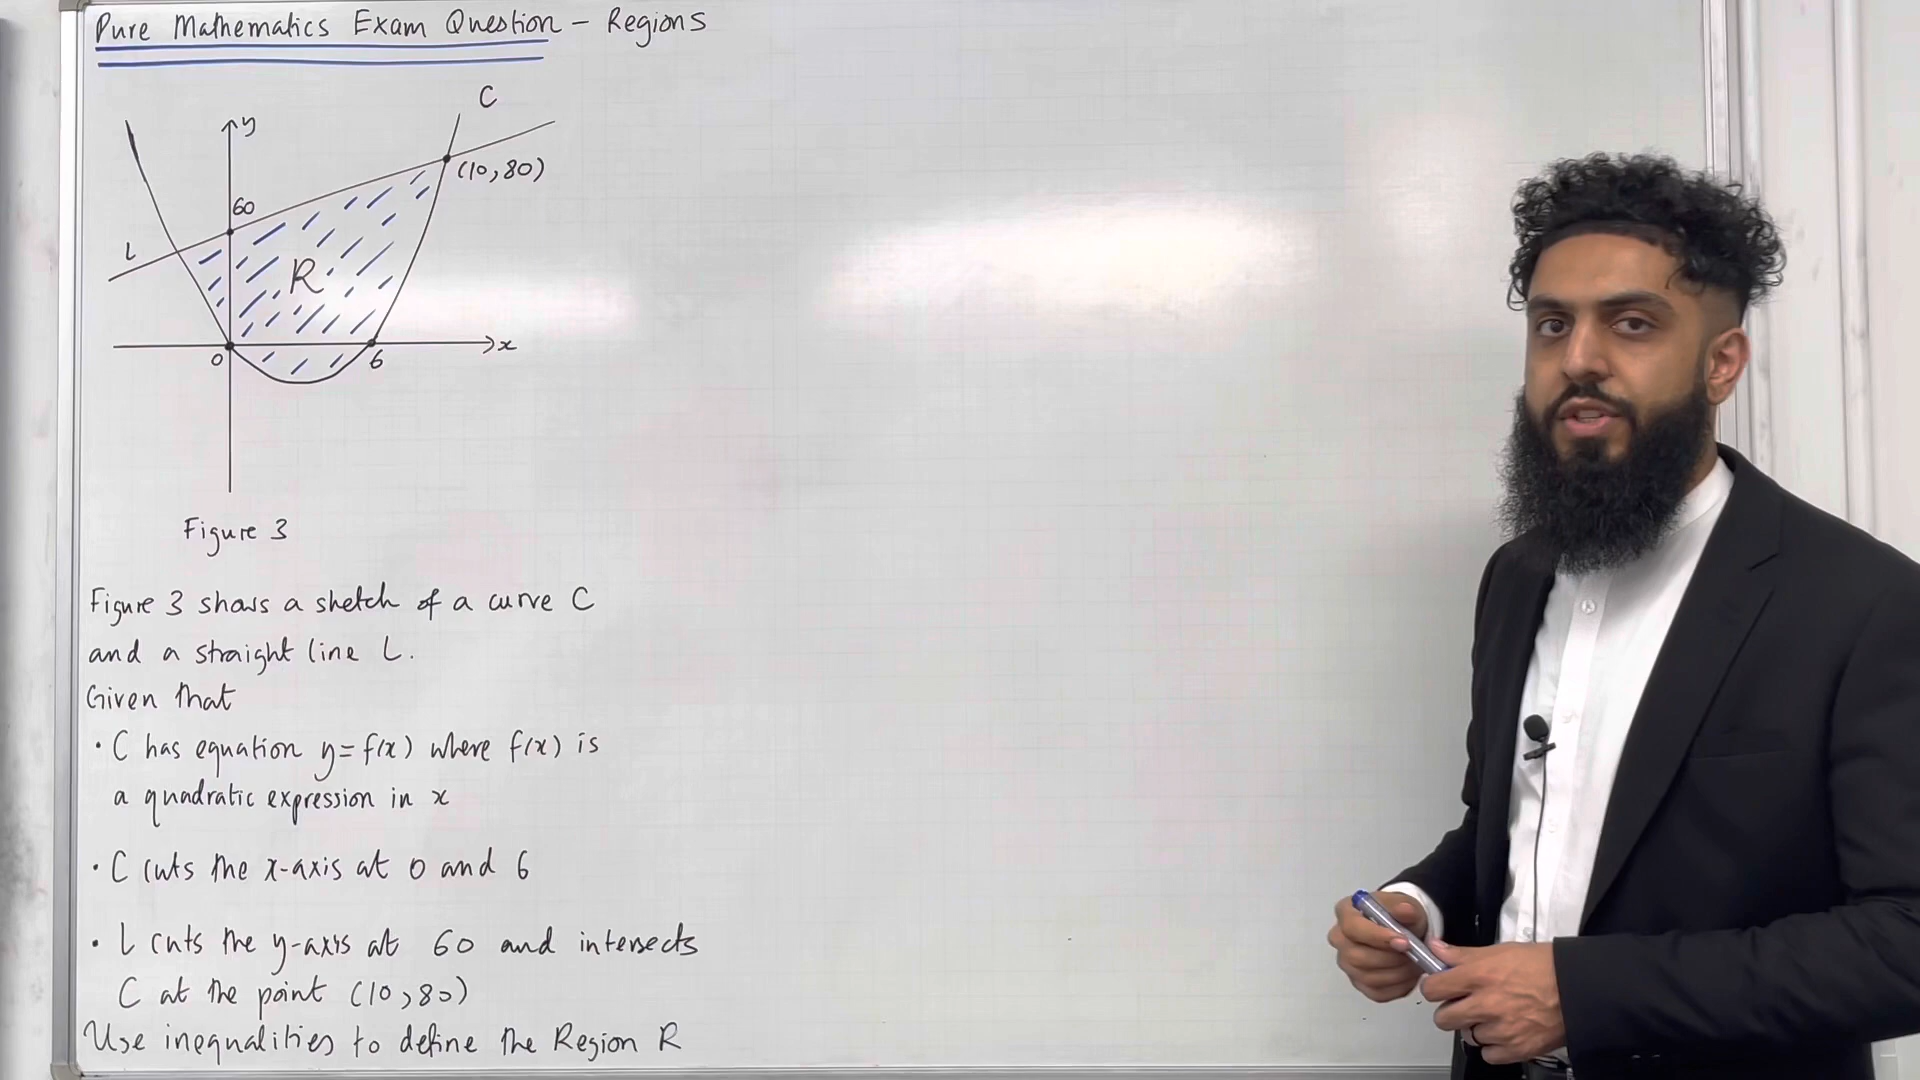 Pure Mathematics Exam Question - Regions
C
y
(10,80)
60
L
R
x
0
6
Figure 3
Figure 3 shows a sketch of a curve C
and a straight line L.
Given that
• C has equation y=f(x) where f(x) is
a quadratic expression in x
• C cuts the x-axis at 0 and 6
• L cuts the y-axis at 60 and intersects
C at the point (10,80)
Use inequalities to define the Region R